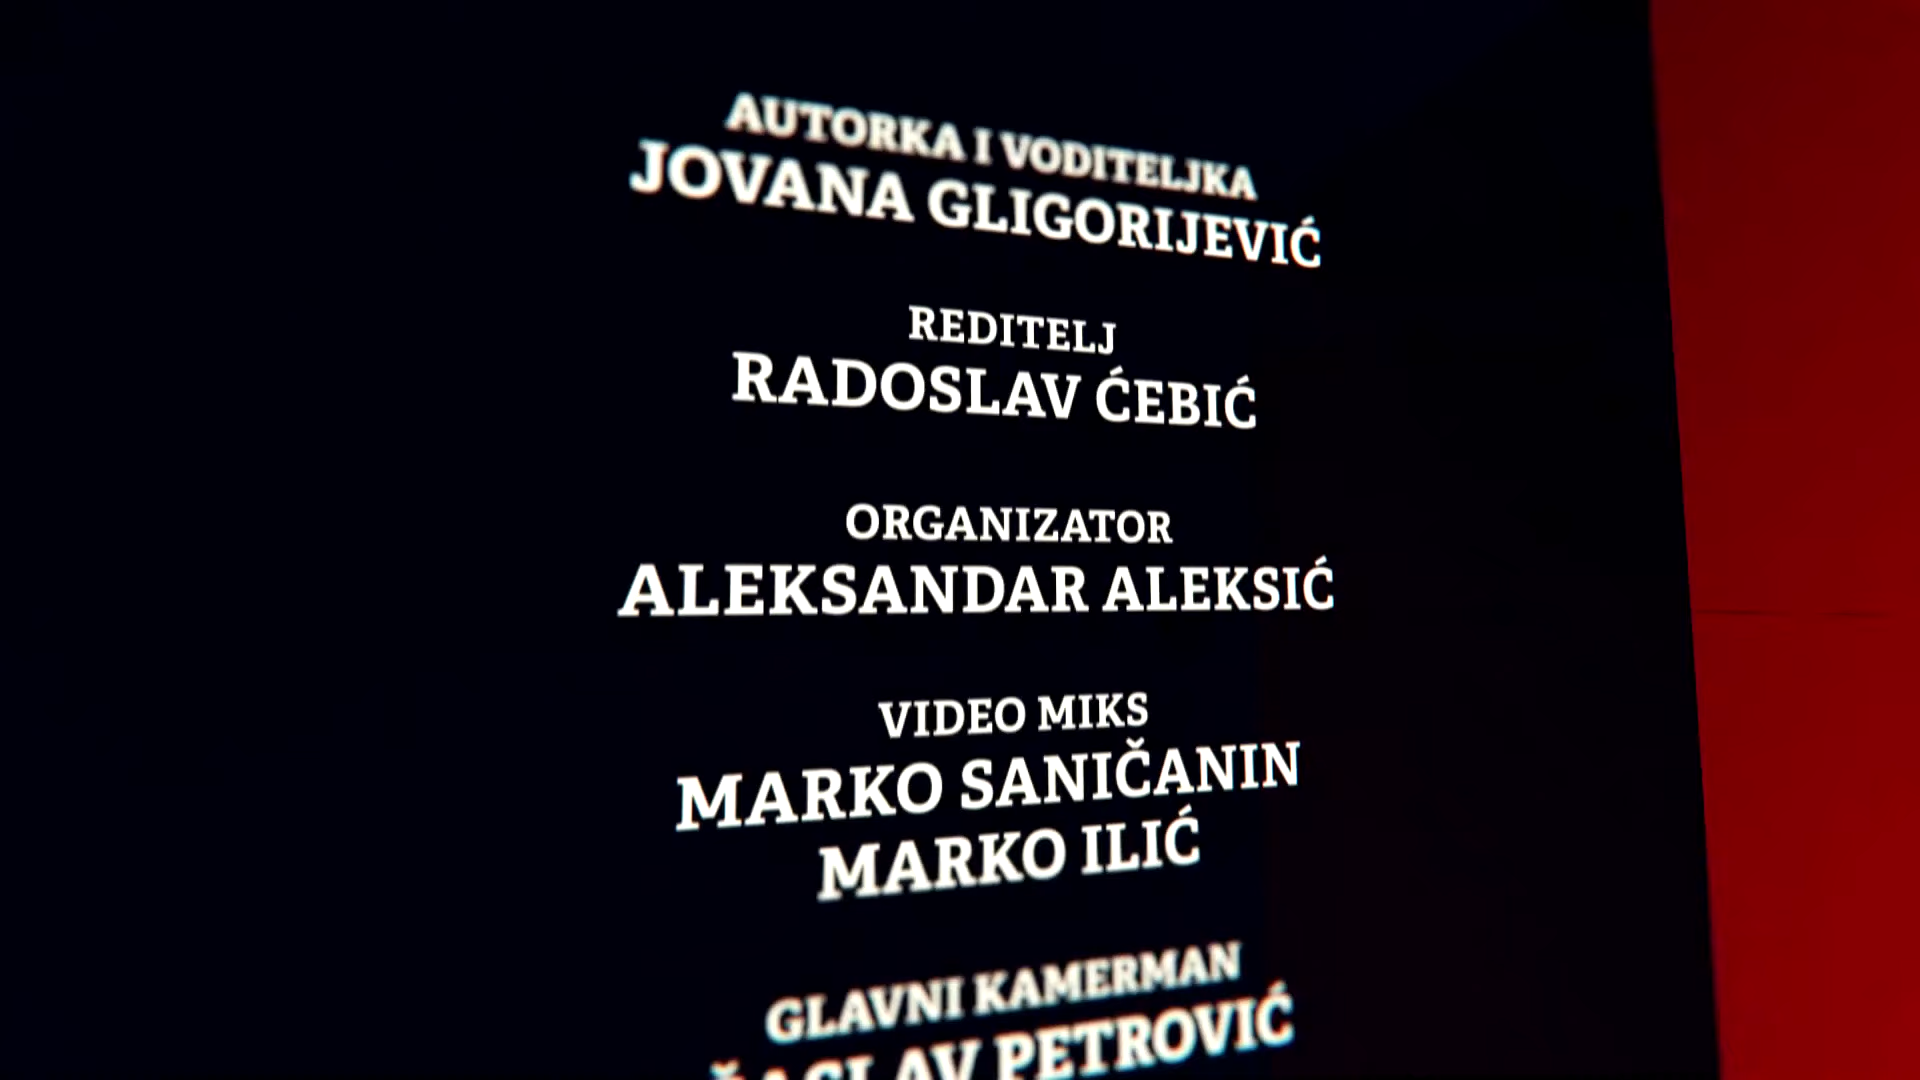 AUTORKA I VODITELJKA
JOVANA GLIGORIJEVIĆ
REDITELJ
RADOSLAV ĆEBIĆ
ORGANIZATOR
ALEKSANDAR ALEKSIĆ
VIDEO MIKS
MARKO SANIČANIN
MARKO ILIĆ
GLAVNI KAMERMAN
PETROVIĆ